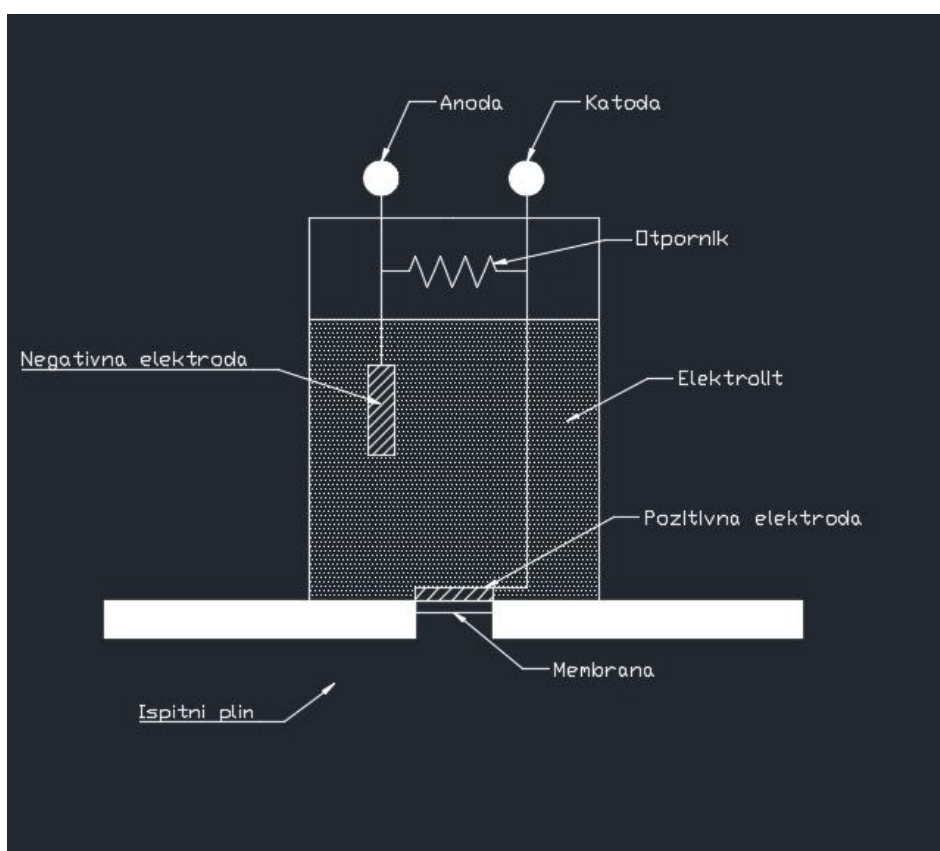 Anoda
Katoda
Otpornik
Negativna elektroda
Elektrolit
Pozitivna elektroda
Membrana
Ispitni plin